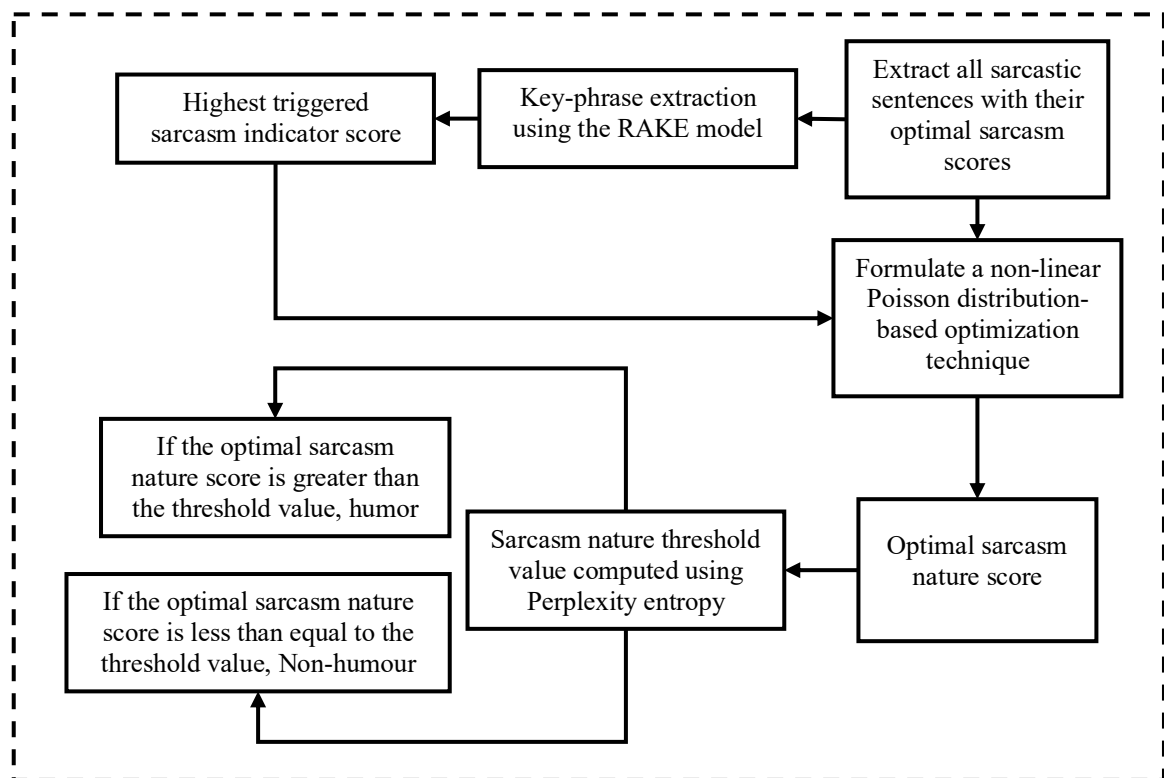 Highest triggered
sarcasm indicator score
Key-phrase extraction
using the RAKE model
Extract all sarcastic
sentences with their
optimal sarcasm
scores
Formulate a non-linear
Poisson distribution-
based optimization
technique
If the optimal sarcasm
nature score is greater than
the threshold value, humor
Sarcasm nature threshold
value computed using
Perplexity entropy
Optimal sarcasm
nature score
If the optimal sarcasm nature
score is less than equal to the
threshold value, Non-humour